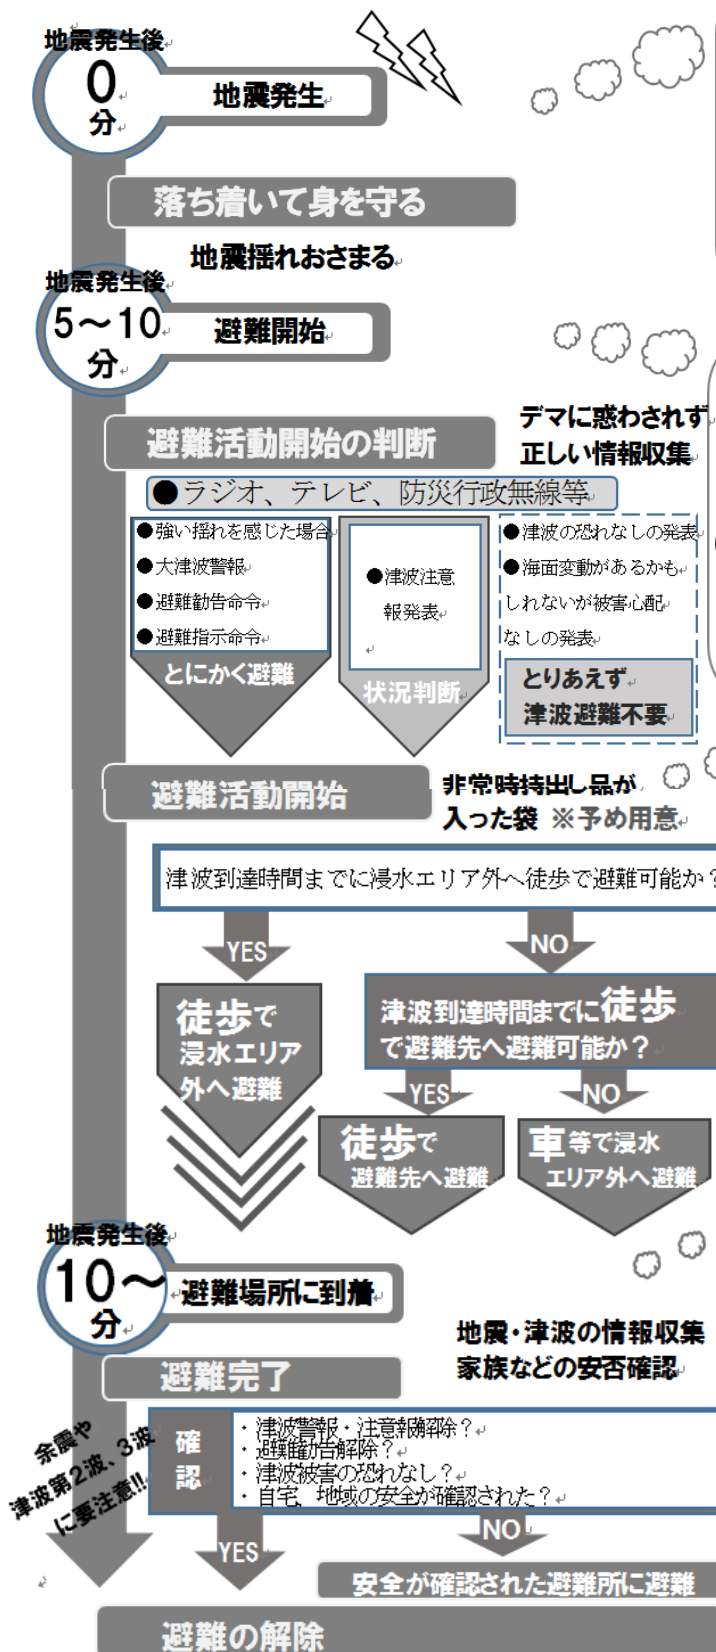 地震発生後
0
分
地震発生
落ち着いて身を守る
地震揺れおさまる
地震発生後
5～10
分
避難開始
避難活動開始の判断
デマに惑わされず
正しい情報収集
●ラジオ、テレビ、防災行政無線等
●強い揺れを感じた場合
●大津波警報
●避難勧告命令
●避難指示命令
とにかく避難
●津波注意
報発表
状況判断
●津波の恐れなしの発表
●海面変動があるかも
しれないが被害心配
なしの発表
とりあえず
津波避難不要
避難活動開始
非常時持出し品が
入った袋 ※予め用意
津波到達時間までに浸水エリア外へ徒歩で避難可能か？
YES
NO
徒歩で
浸水エリア
外へ避難
津波到達時間までに徒歩
で避難先へ避難可能か？
YES
NO
徒歩で
避難先へ避難
車等で浸水
エリア外へ避難
地震発生後
10～
分
避難場所に到着
地震・津波の情報収集
家族などの安否確認
避難完了
余震や
津波第2波、3波
に要注意!!
確
認
・津波警報・注意報解除？
・避難勧告解除？
・津波被害の恐れなし？
・自宅、地域の安全が確認された？
YES
NO
安全が確認された避難所に避難
避難の解除